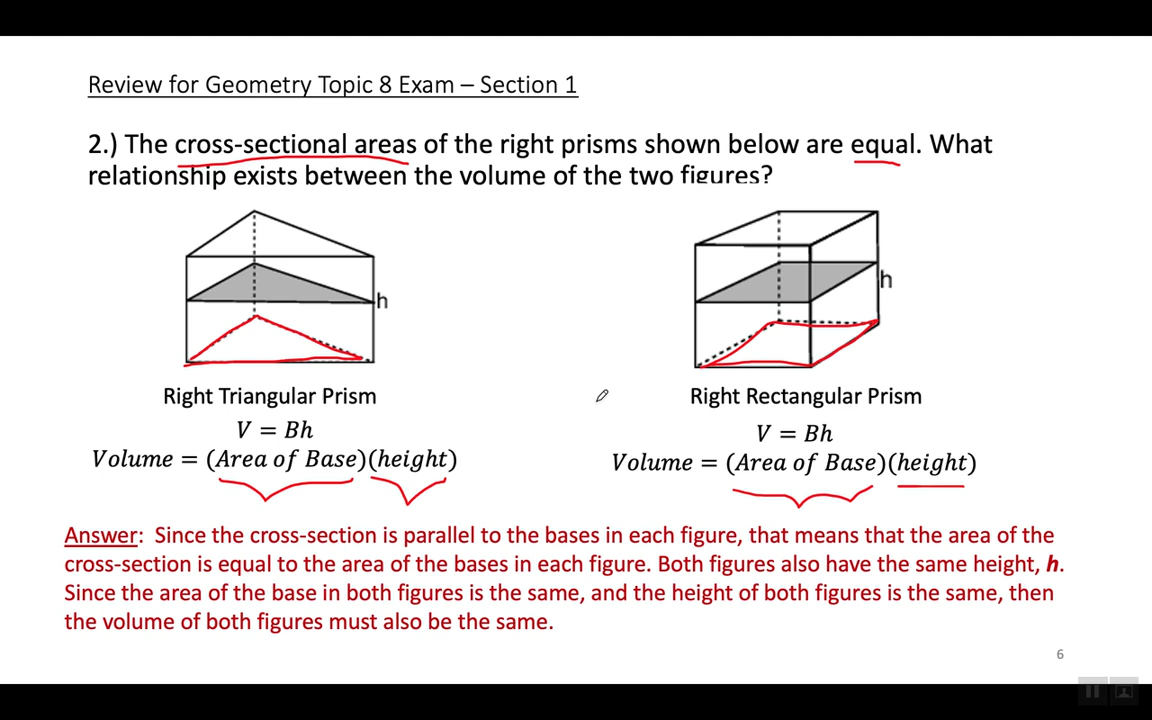 Review for Geometry Topic 8 Exam – Section 1
2.) The cross-sectional areas of the right prisms shown below are equal. What
relationship exists between the volume of the two figures?
h
h
Right Triangular Prism
V = Bh
Volume = (Area of Base)(height)
Right Rectangular Prism
V = Bh
Volume = (Area of Base)(height)
Answer: Since the cross-section is parallel to the bases in each figure, that means that the area of the
cross-section is equal to the area of the bases in each figure. Both figures also have the same height, h.
Since the area of the base in both figures is the same, and the height of both figures is the same, then
the volume of both figures must also be the same.
6